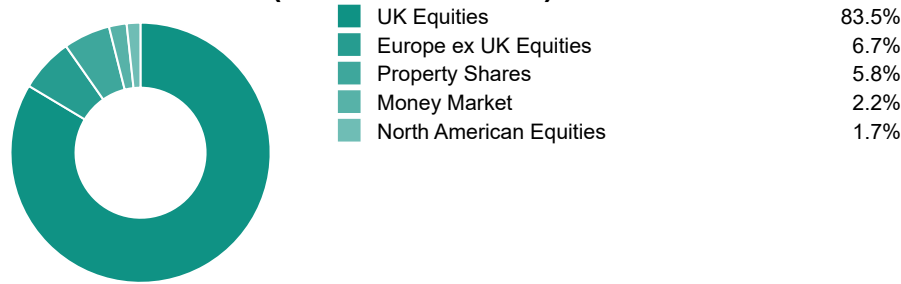 UK Equities 83.5%
Europe ex UK Equities 6.7%
Property Shares 5.8%
Money Market 2.2%
North American Equities 1.7%